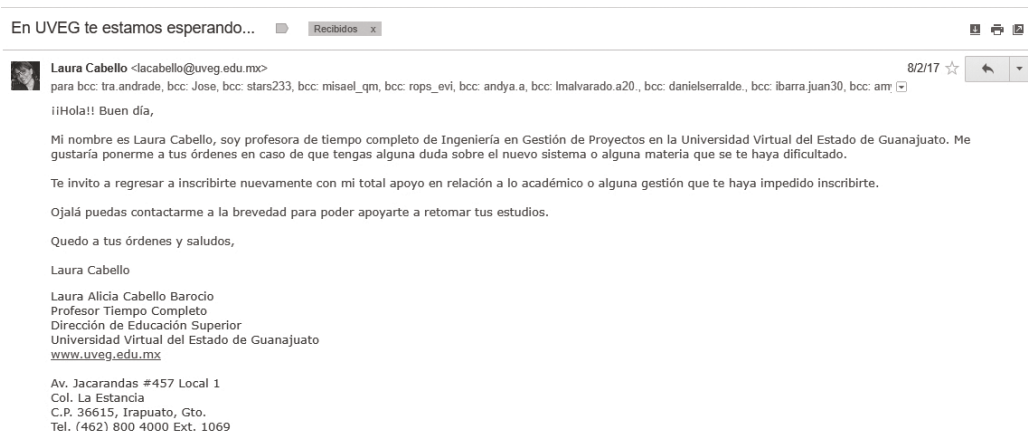 En UVEG te estamos esperando... Recibidos x
Laura Cabello <lacabello@uveg.edu.mx> 8/2/17
para bcc: tra.andrade, bcc: Jose, bcc: stars233, bcc: misael_qm, bcc: rops_evi, bcc: andya.a, bcc: lmalvarado.a20., bcc: danielserralde., bcc: ibarra.juan30, bcc: amy
¡¡Hola!! Buen día,
Mi nombre es Laura Cabello, soy profesora de tiempo completo de Ingeniería en Gestión de Proyectos en la Universidad Virtual del Estado de Guanajuato. Me
gustaría ponerme a tus órdenes en caso de que tengas alguna duda sobre el nuevo sistema o alguna materia que se te haya dificultado.
Te invito a regresar a inscribirte nuevamente con mi total apoyo en relación a lo académico o alguna gestión que te haya impedido inscribirte.
Ojalá puedas contactarme a la brevedad para poder apoyarte a retomar tus estudios.
Quedo a tus órdenes y saludos,
Laura Cabello
Laura Alicia Cabello Barocio
Profesor Tiempo Completo
Dirección de Educación Superior
Universidad Virtual del Estado de Guanajuato
www.uveg.edu.mx
Av. Jacarandas #457 Local 1
Col. La Estancia
C.P. 36615, Irapuato, Gto.
Tel. (462) 800 4000 Ext. 1069